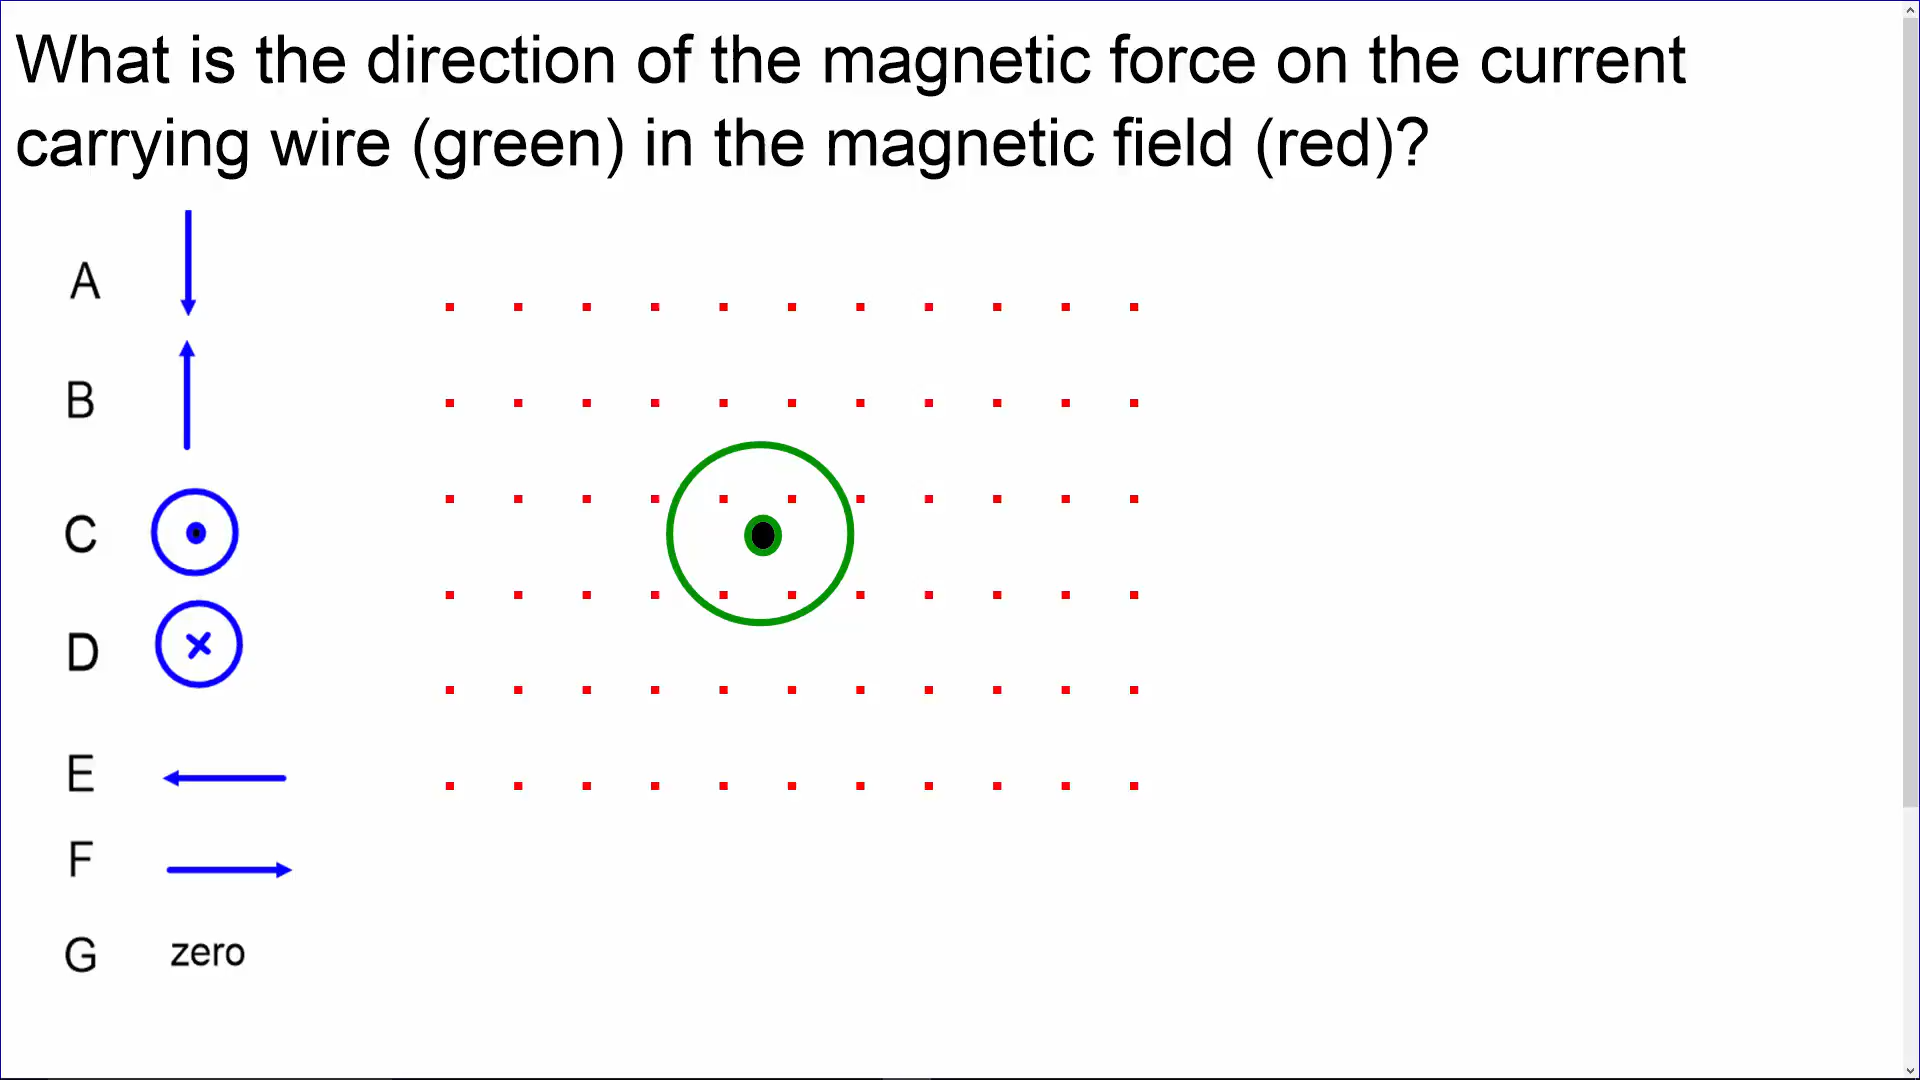 What is the direction of the magnetic force on the current
carrying wire (green) in the magnetic field (red)?
A
B
C
D
E
F
G zero